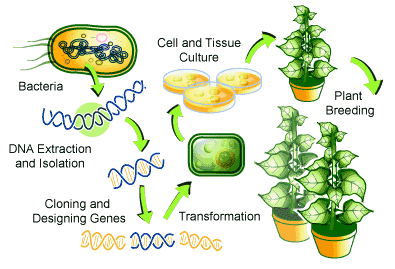 Bacteria
DNA Extraction
and Isolation
Cloning and
Designing Genes
Transformation
Cell and Tissue
Culture
Plant
Breeding